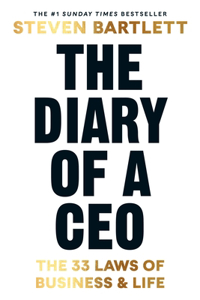 THE #1 SUNDAY TIMES BESTSELLER
STEVEN BARTLETT
THE
DIARY
OF A
CEO
THE 33 LAWS OF
BUSINESS & LIFE